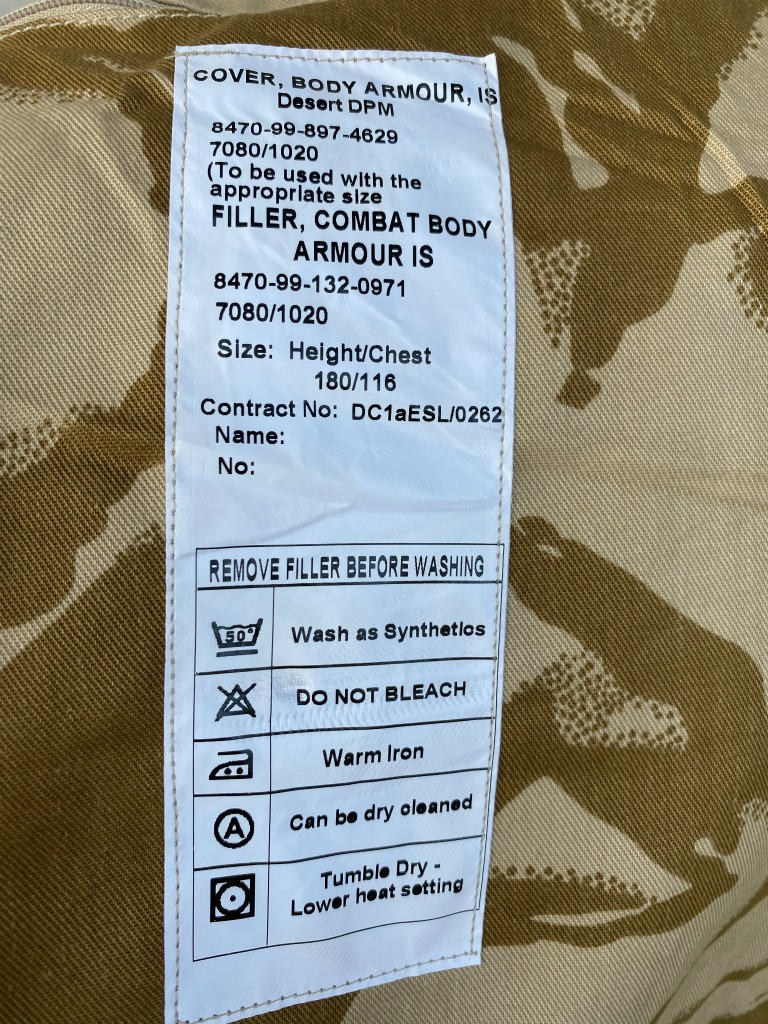 COVER, BODY ARMOUR, IS
Desert DPM
8470-99-897-4629
7080/1020
(To be used with the
appropriate size
FILLER, COMBAT BODY
ARMOUR IS
8470-99-132-0971
7080/1020
Size: Height/Chest
180/116
Contract No: DC1aESL/0262
Name:
No:
REMOVE FILLER BEFORE WASHING
50° Wash as Synthetics
DO NOT BLEACH
Warm Iron
A Can be dry cleaned
Tumble Dry -
Lower heat setting